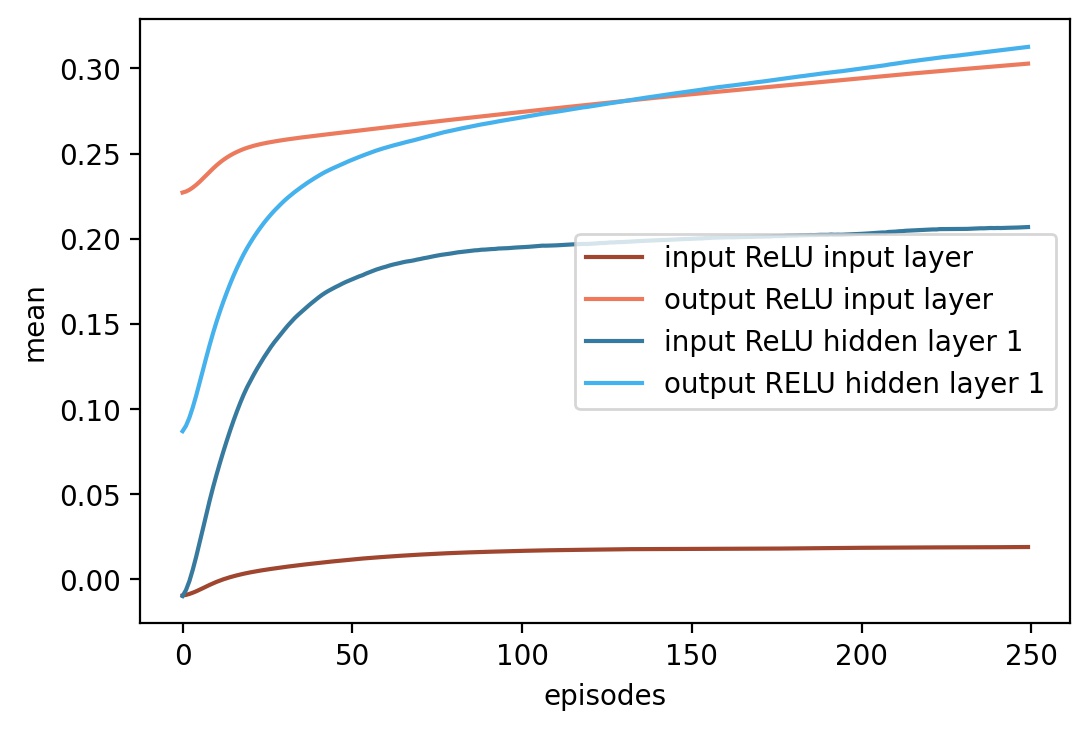 0.30
0.25
0.20
0.15
0.10
0.05
0.00
mean
input ReLU input layer
output ReLU input layer
input ReLU hidden layer 1
output RELU hidden layer 1
0 50 100 150 200 250
episodes